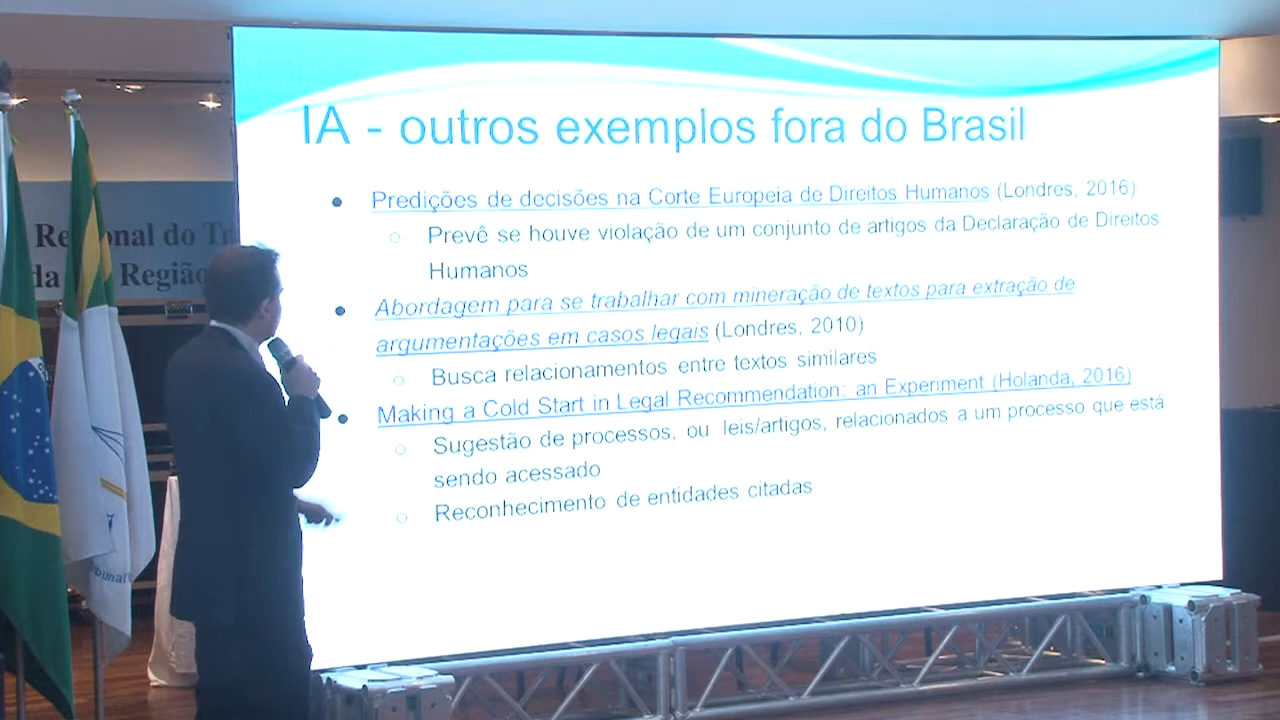 IA - outros exemplos fora do Brasil
Predições de decisões na Corte Europeia de Direitos Humanos (Londres, 2016)
Prevê se houve violação de um conjunto de artigos da Declaração de Direitos
Humanos
Abordagem para se trabalhar com mineração de textos para extração de
argumentações em casos legais (Londres, 2010)
Busca relacionamentos entre textos similares
Making a Cold Start in Legal Recommendation: an Experiment (Holanda, 2016)
Sugestão de processos, ou leis/artigos, relacionados a um processo que está
sendo acessado
Reconhecimento de entidades citadas
do Tr
da Região